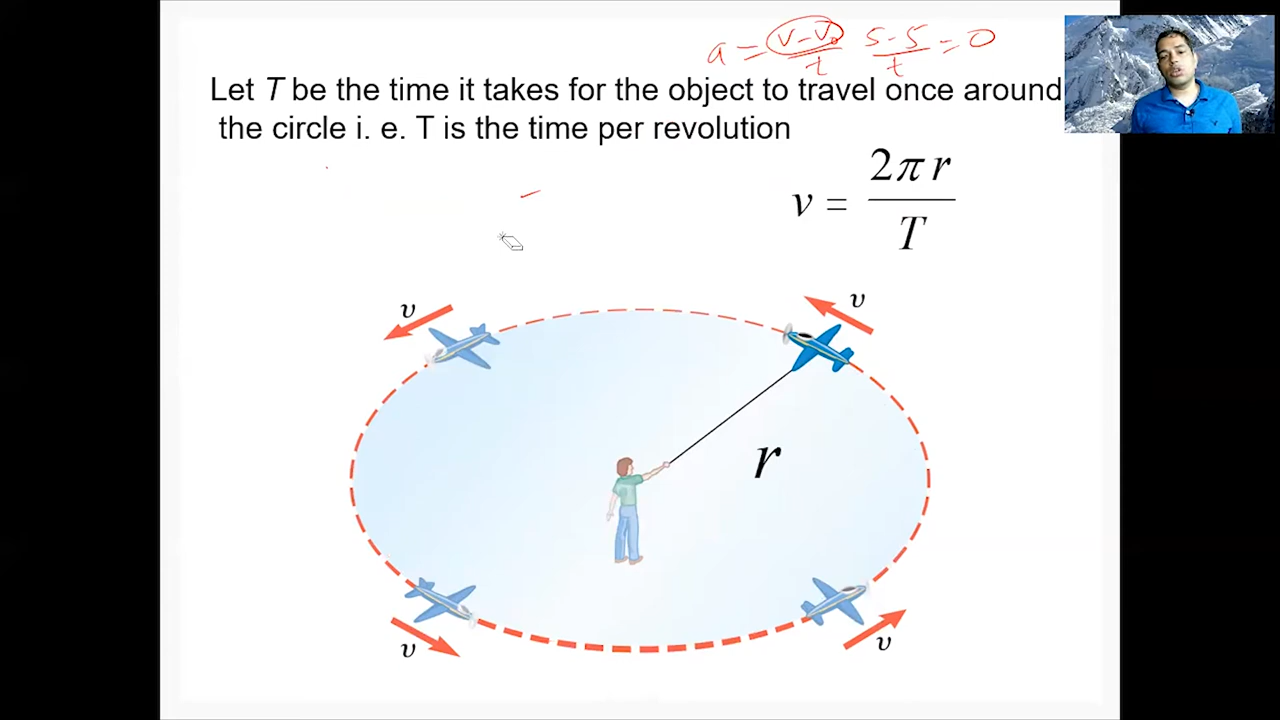 a = v - v₀ / t   5 - 5 / t = 0
Let T be the time it takes for the object to travel once around
the circle i. e. T is the time per revolution
v = 2π r / T
υ
υ
r
υ
υ